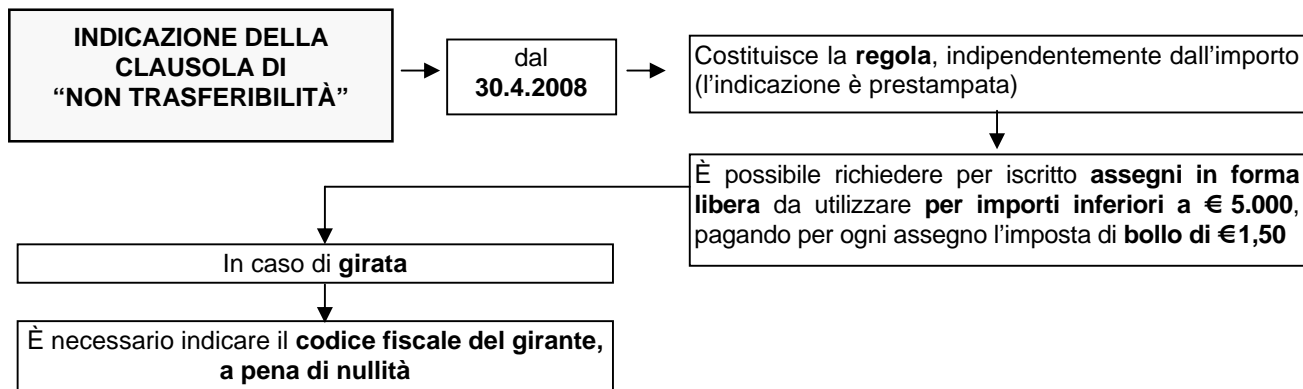 INDICAZIONE DELLA
CLAUSOLA DI
“NON TRASFERIBILITÀ”
dal
30.4.2008
Costituisce la regola, indipendentemente dall’importo
(l’indicazione è prestampata)
È possibile richiedere per iscritto assegni in forma
libera da utilizzare per importi inferiori a € 5.000,
pagando per ogni assegno l’imposta di bollo di €1,50
In caso di girata
È necessario indicare il codice fiscale del girante,
a pena di nullità